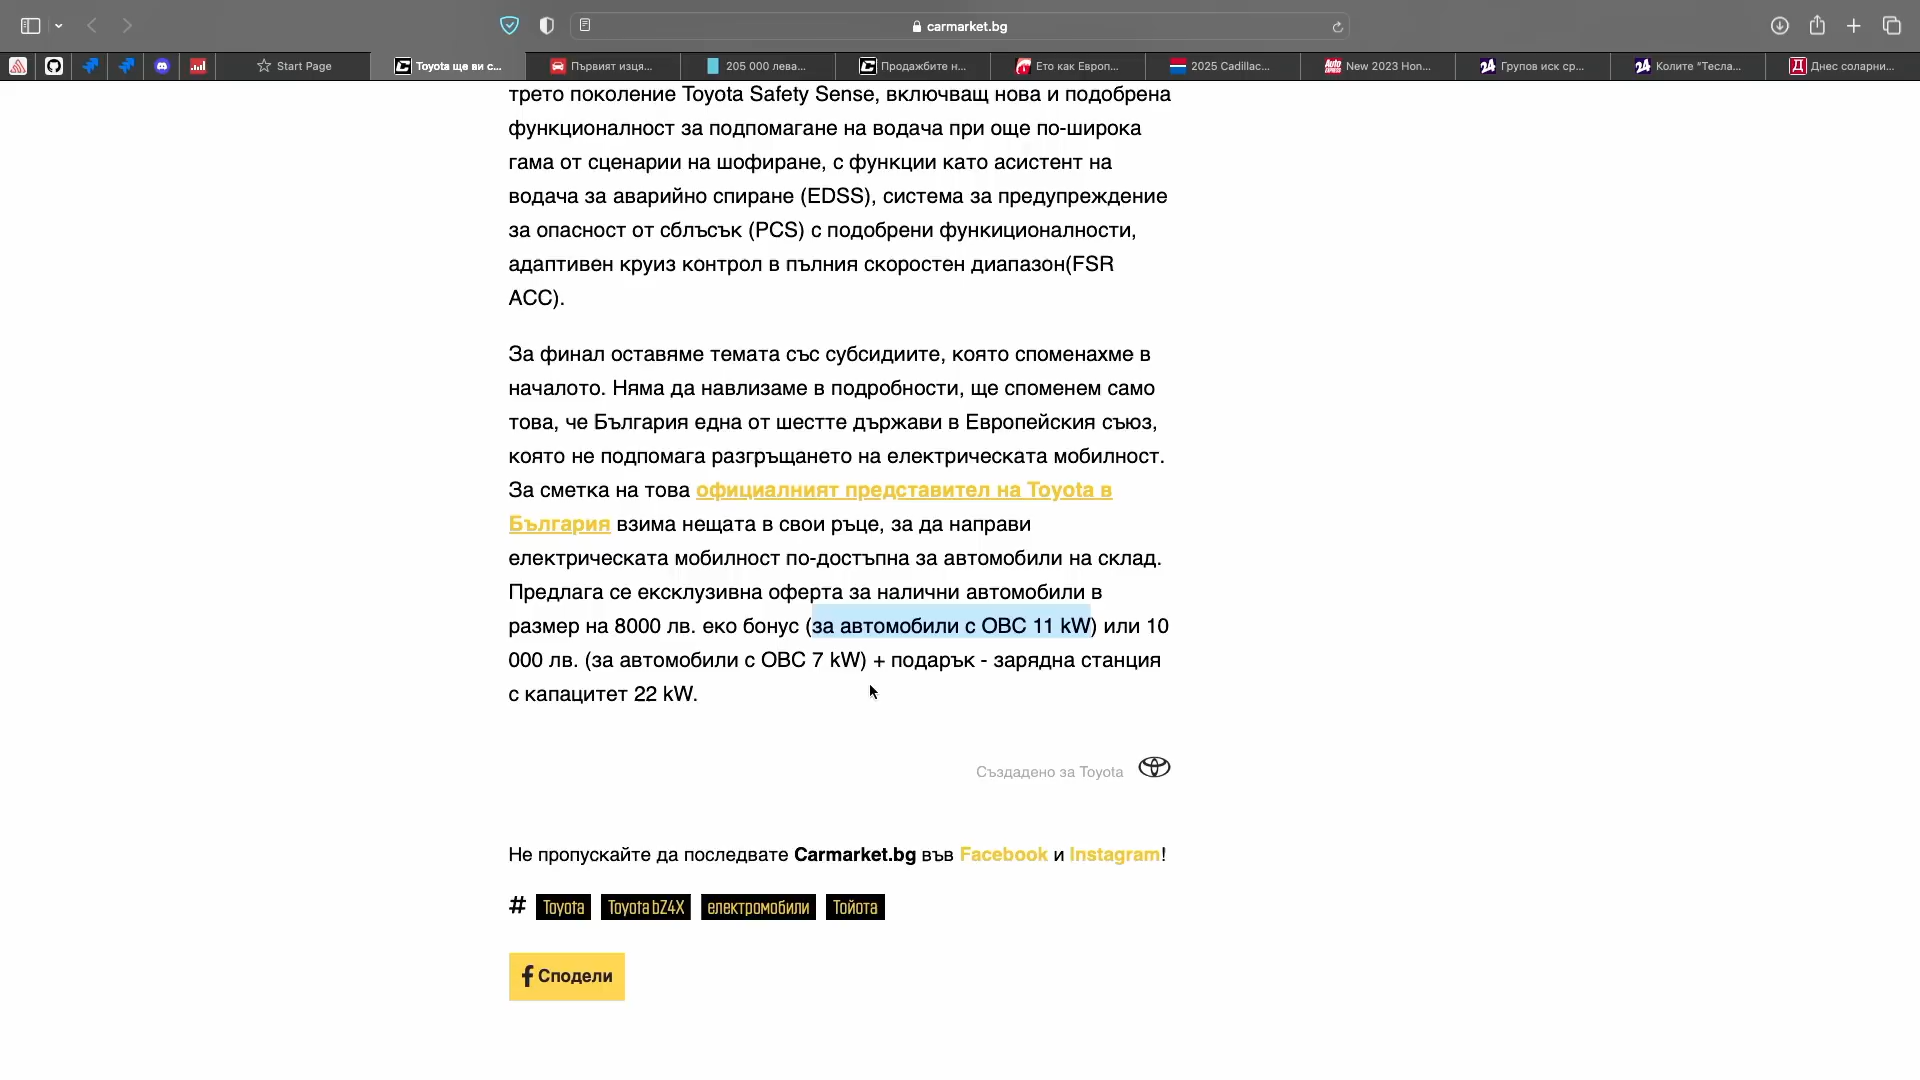 carmarket.bg
Start Page
Toyota ще ви с...
Първият изця...
205 000 лева...
Продажбите н...
Ето как Европ...
2025 Cadillac...
New 2023 Hon...
Групов иск ср...
Колите “Тесла...
Днес соларни...
трето поколение Toyota Safety Sense, включващ нова и подобрена
функционалност за подпомагане на водача при още по-широка
гама от сценарии на шофиране, с функции като асистент на
водача за аварийно спиране (EDSS), система за предупреждение
за опасност от сблъсък (PCS) с подобрени функиционалности,
адаптивен круиз контрол в пълния скоростен диапазон(FSR
ACC).
За финал оставяме темата със субсидиите, която споменахме в
началото. Няма да навлизаме в подробности, ще споменем само
това, че България една от шестте държави в Европейския съюз,
която не подпомага разгръщането на електрическата мобилност.
За сметка на това официалният представител на Toyota в
България взима нещата в свои ръце, за да направи
електрическата мобилност по-достъпна за автомобили на склад.
Предлага се ексклузивна оферта за налични автомобили в
размер на 8000 лв. еко бонус (за автомобили с OBC 11 kW) или 10
000 лв. (за автомобили с OBC 7 kW) + подарък - зарядна станция
с капацитет 22 kW.
Създадено за Toyota
Не пропускайте да последвате Carmarket.bg във Facebook и Instagram!
# Toyota Toyota bZ4X електромобили Тойота
Сподели